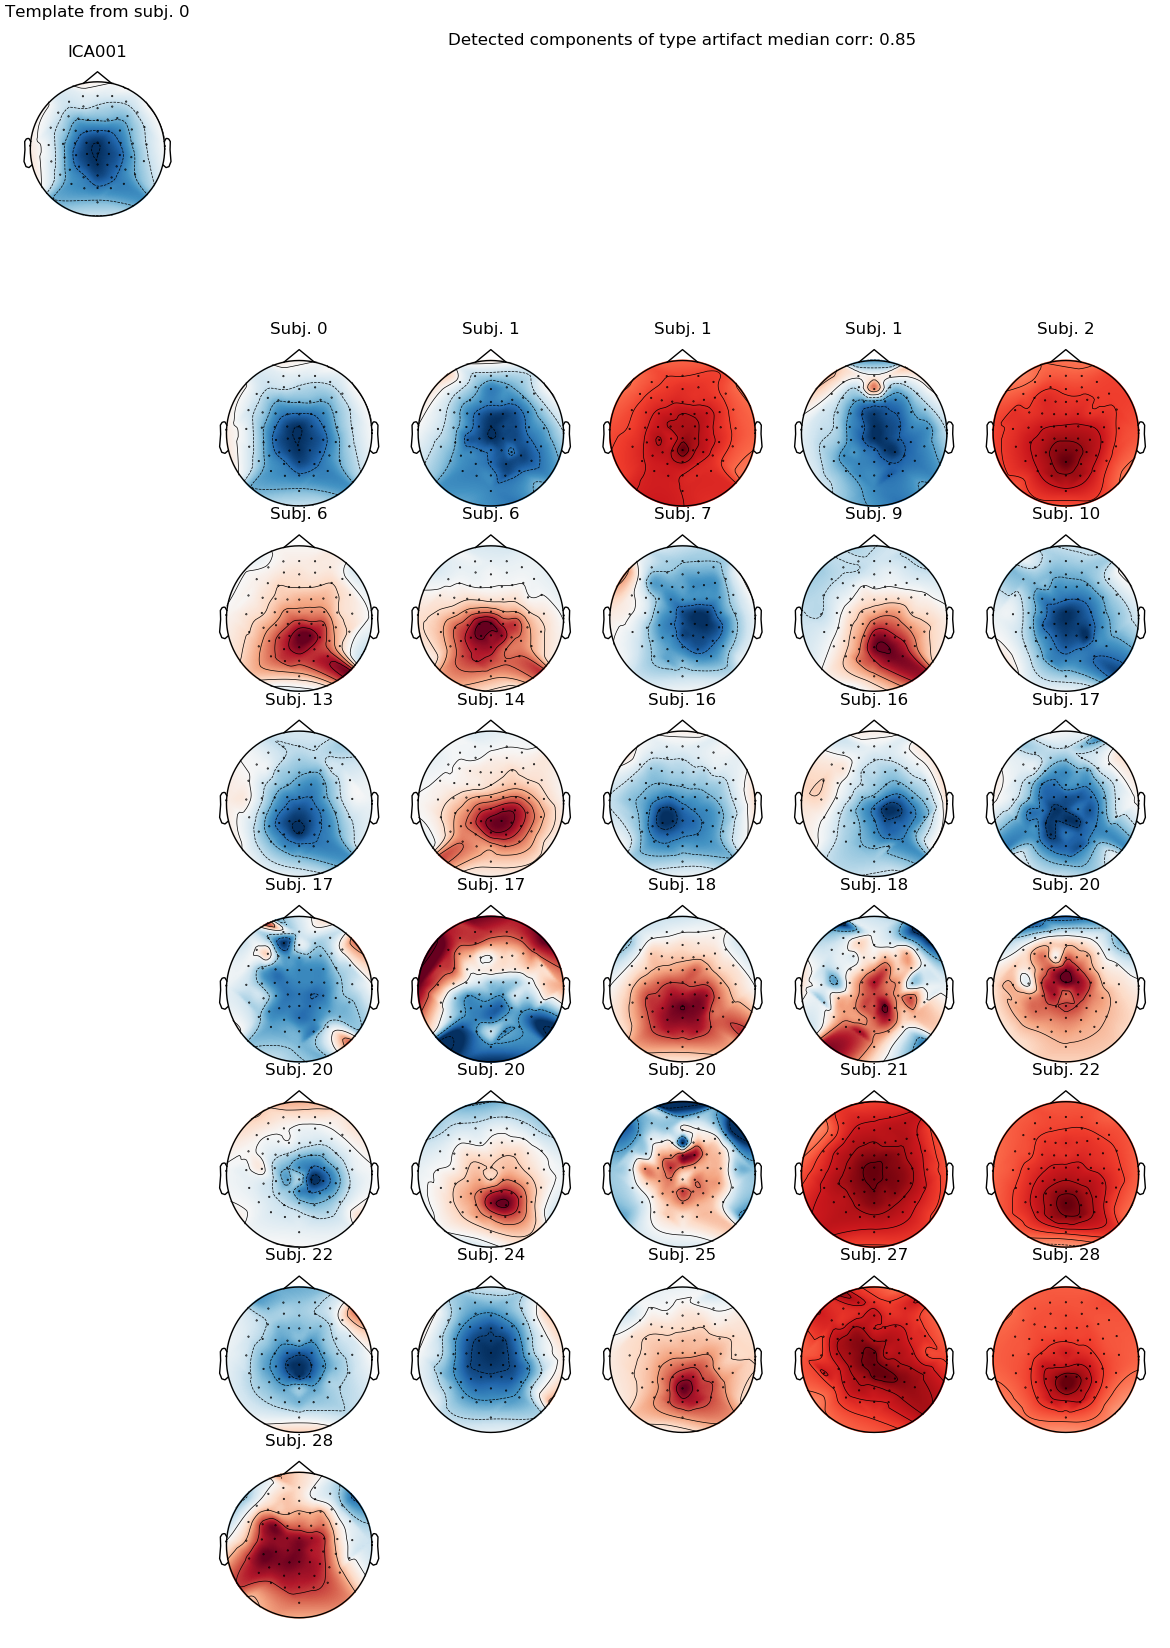 Template from subj. 0
Detected components of type artifact median corr: 0.85
ICA001
Subj. 0 Subj. 1 Subj. 1 Subj. 1 Subj. 2
Subj. 6 Subj. 6 Subj. 7 Subj. 9 Subj. 10
Subj. 13 Subj. 14 Subj. 16 Subj. 16 Subj. 17
Subj. 17 Subj. 17 Subj. 18 Subj. 18 Subj. 20
Subj. 20 Subj. 20 Subj. 20 Subj. 21 Subj. 22
Subj. 22 Subj. 24 Subj. 25 Subj. 27 Subj. 28
Subj. 28